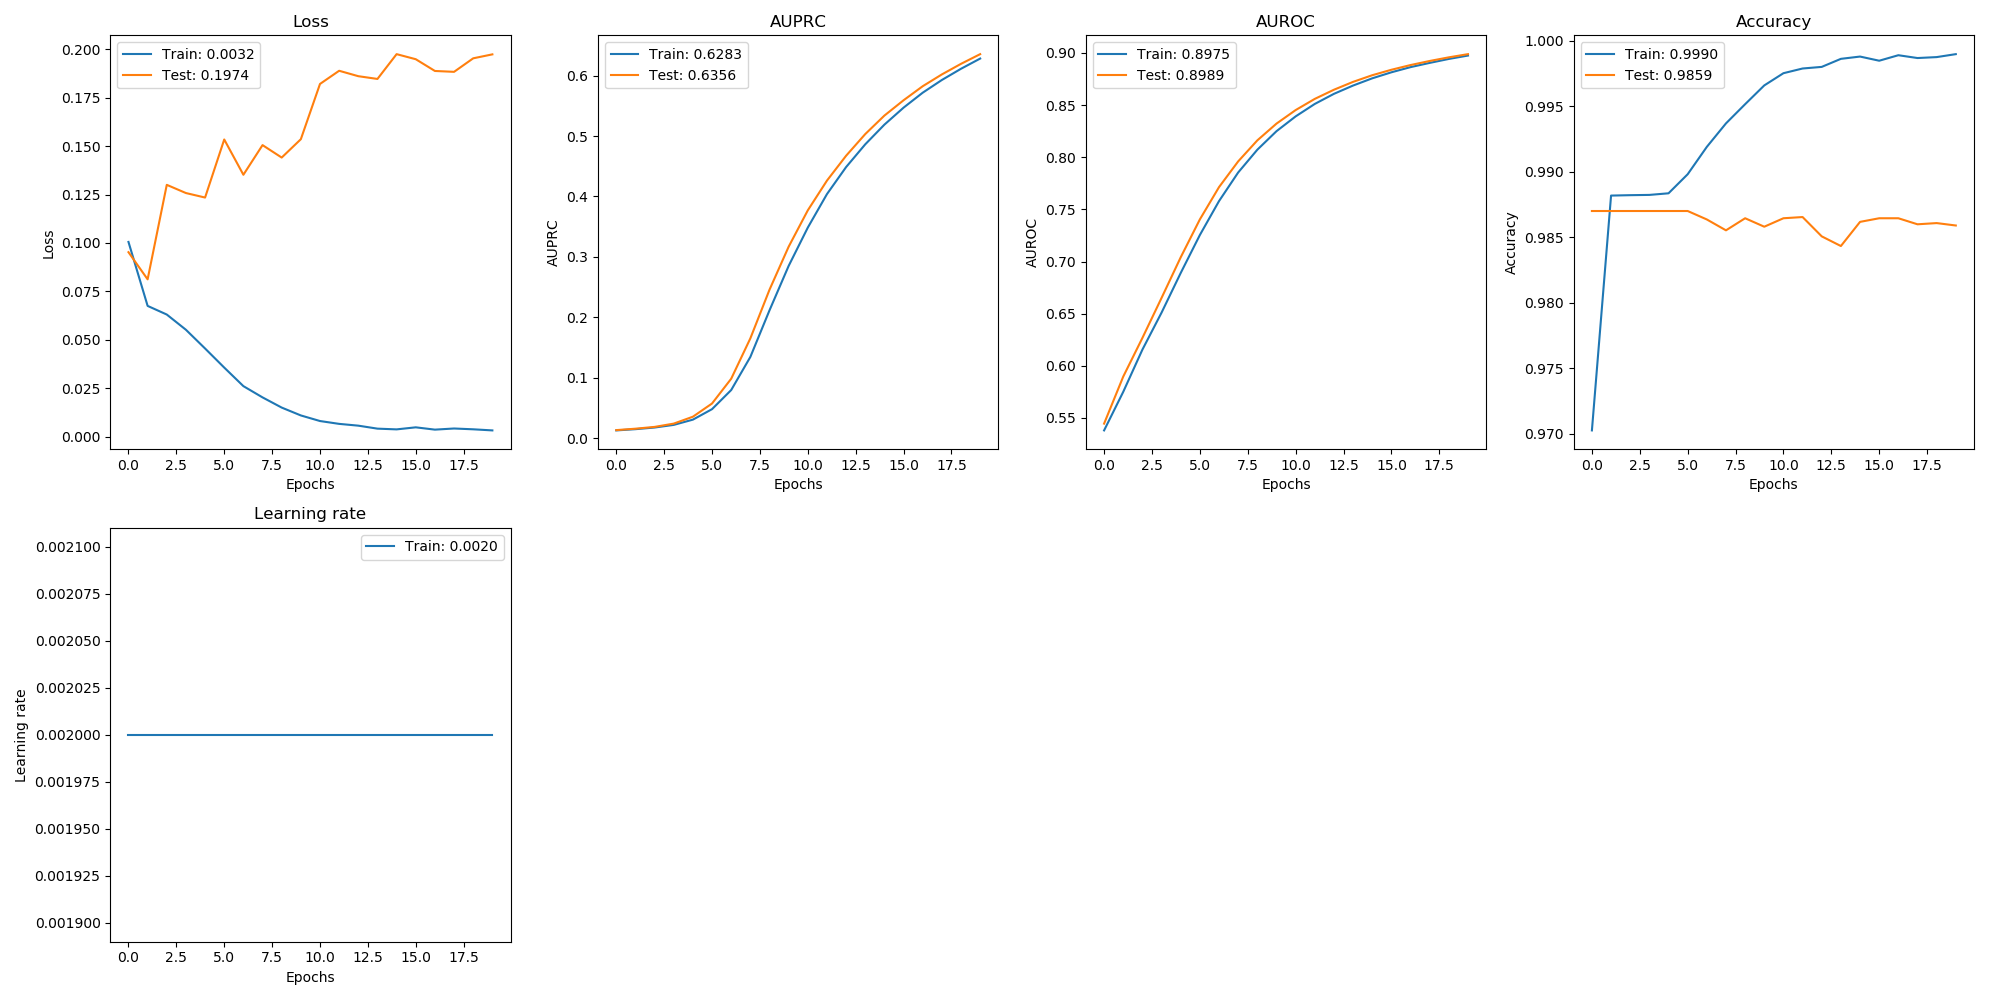 Loss
Train: 0.0032
Test: 0.1974
0.200
0.175
0.150
0.125
0.100
0.075
0.050
0.025
0.000
Loss
0.0 2.5 5.0 7.5 10.0 12.5 15.0 17.5
Epochs
AUPRC
Train: 0.6283
Test: 0.6356
0.6
0.5
0.4
0.3
0.2
0.1
0.0
AUPRC
0.0 2.5 5.0 7.5 10.0 12.5 15.0 17.5
Epochs
AUROC
Train: 0.8975
Test: 0.8989
0.90
0.85
0.80
0.75
0.70
0.65
0.60
0.55
AUROC
0.0 2.5 5.0 7.5 10.0 12.5 15.0 17.5
Epochs
Accuracy
Train: 0.9990
Test: 0.9859
1.000
0.995
0.990
0.985
0.980
0.975
0.970
Accuracy
0.0 2.5 5.0 7.5 10.0 12.5 15.0 17.5
Epochs
Learning rate
Train: 0.0020
0.002100
0.002075
0.002050
0.002025
0.002000
0.001975
0.001950
0.001925
0.001900
Learning rate
0.0 2.5 5.0 7.5 10.0 12.5 15.0 17.5
Epochs